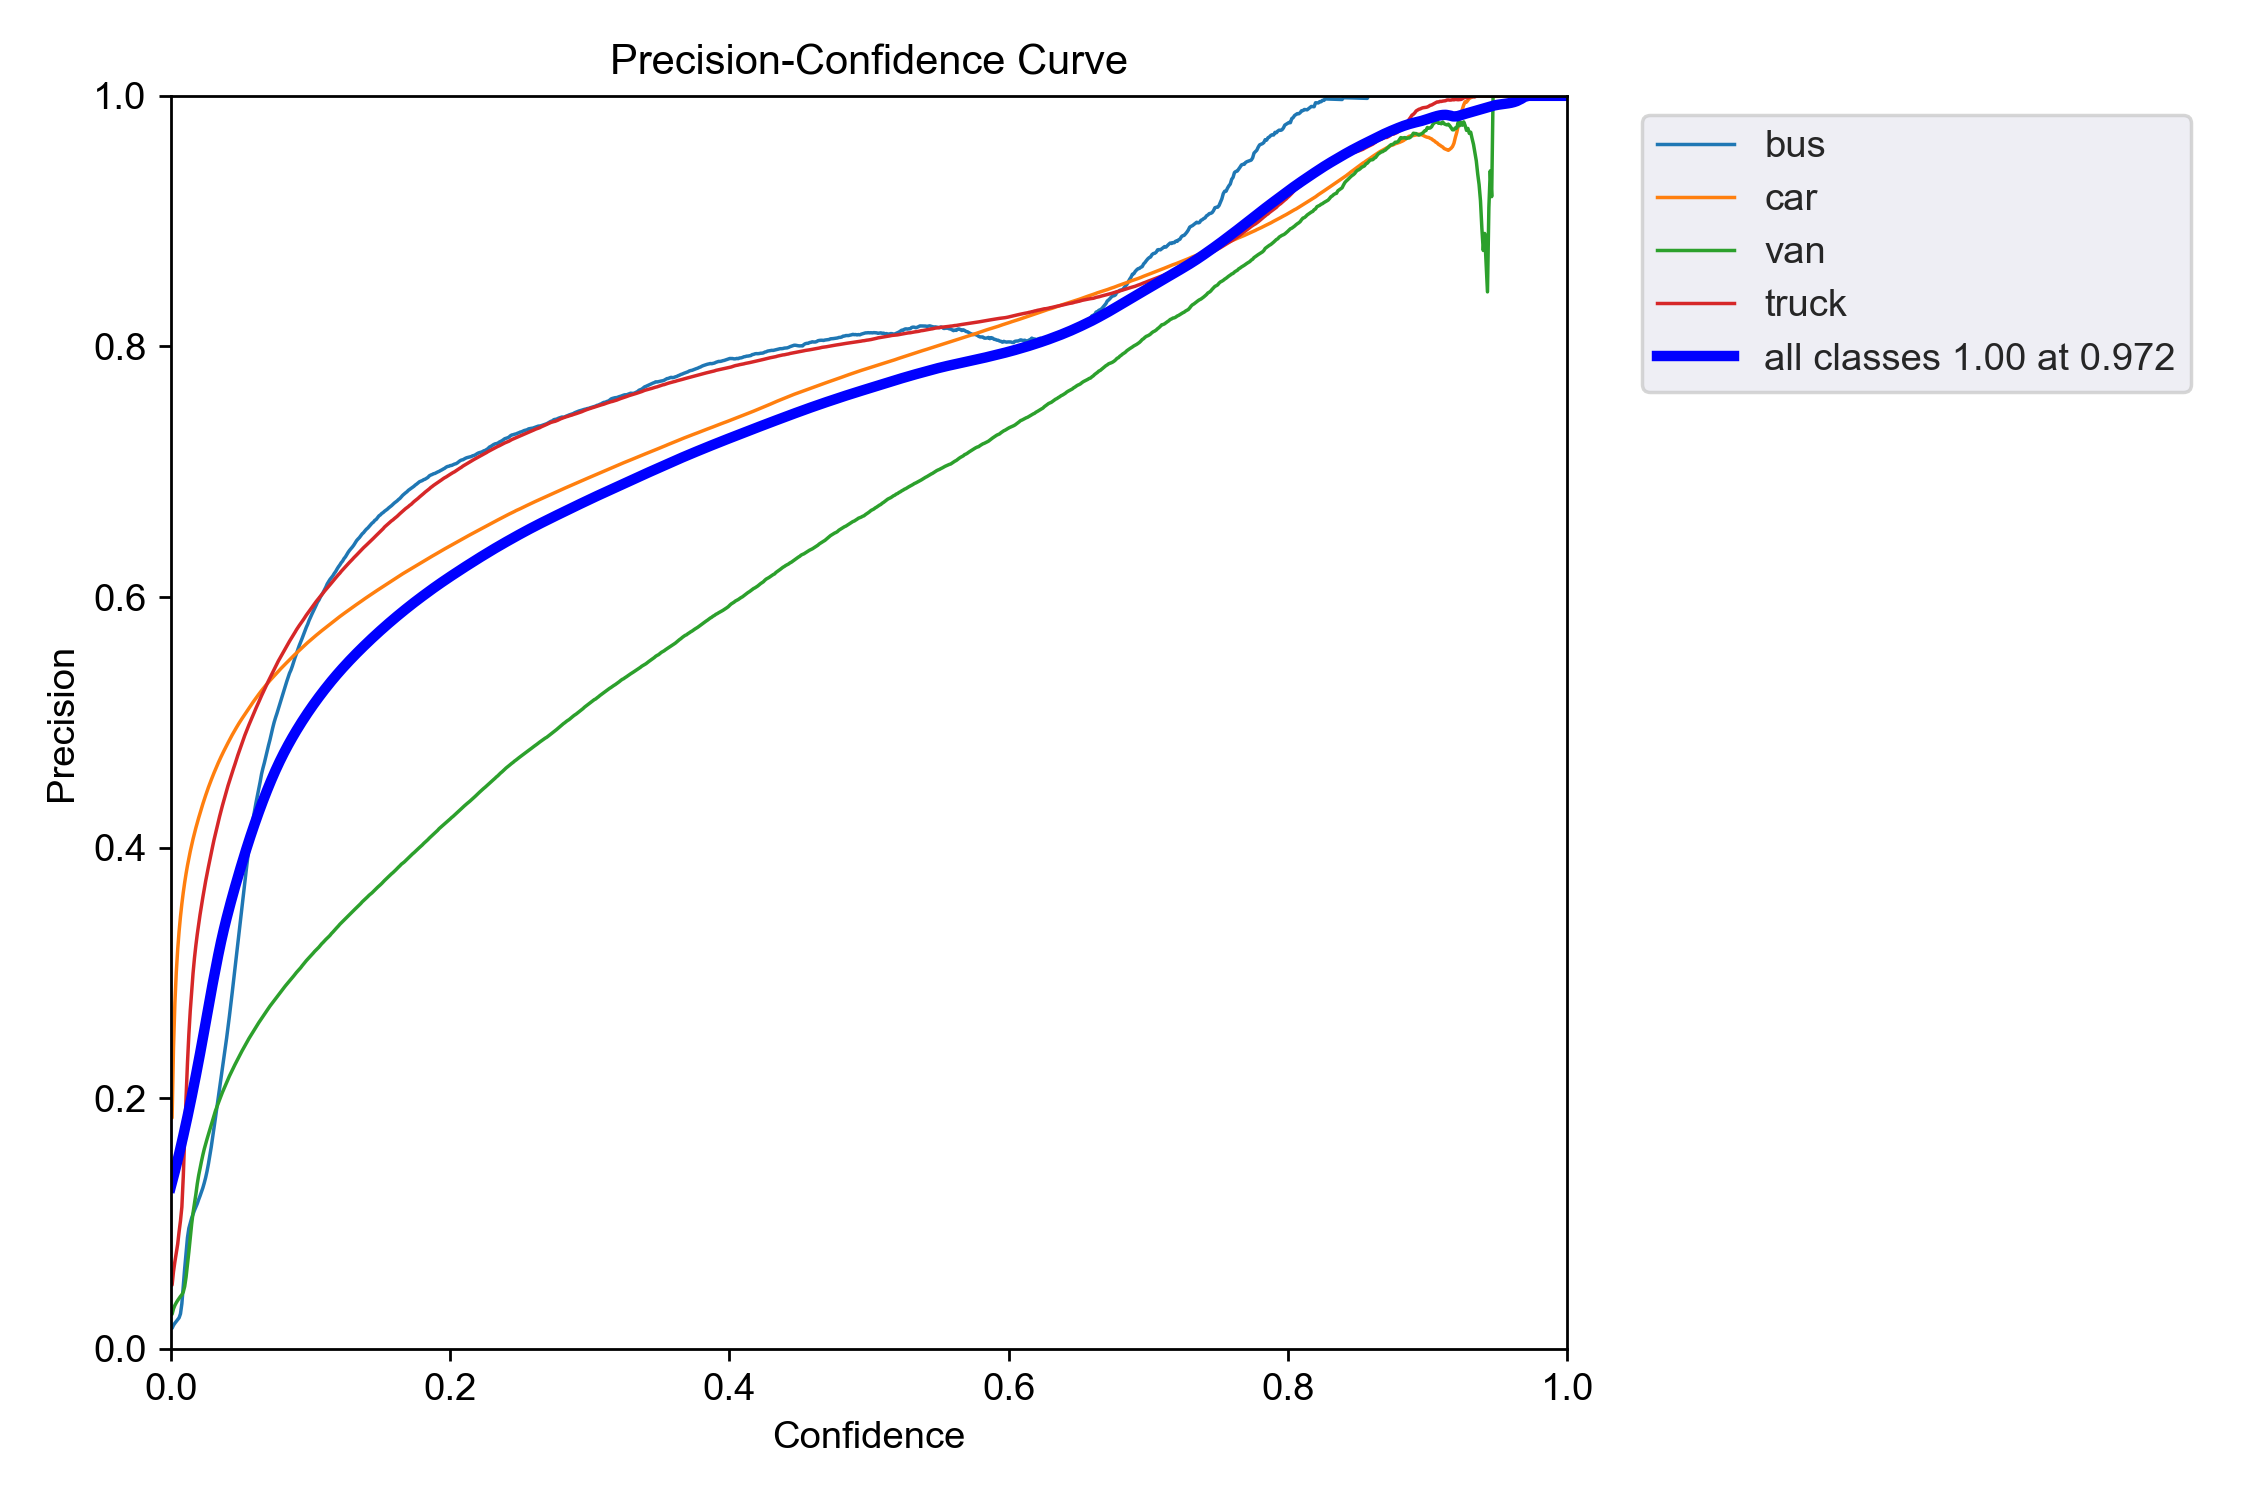 Precision-Confidence Curve
1.0
0.8
0.6
0.4
0.2
0.0
Precision
0.0 0.2 0.4 0.6 0.8 1.0
Confidence
bus
car
van
truck
all classes 1.00 at 0.972